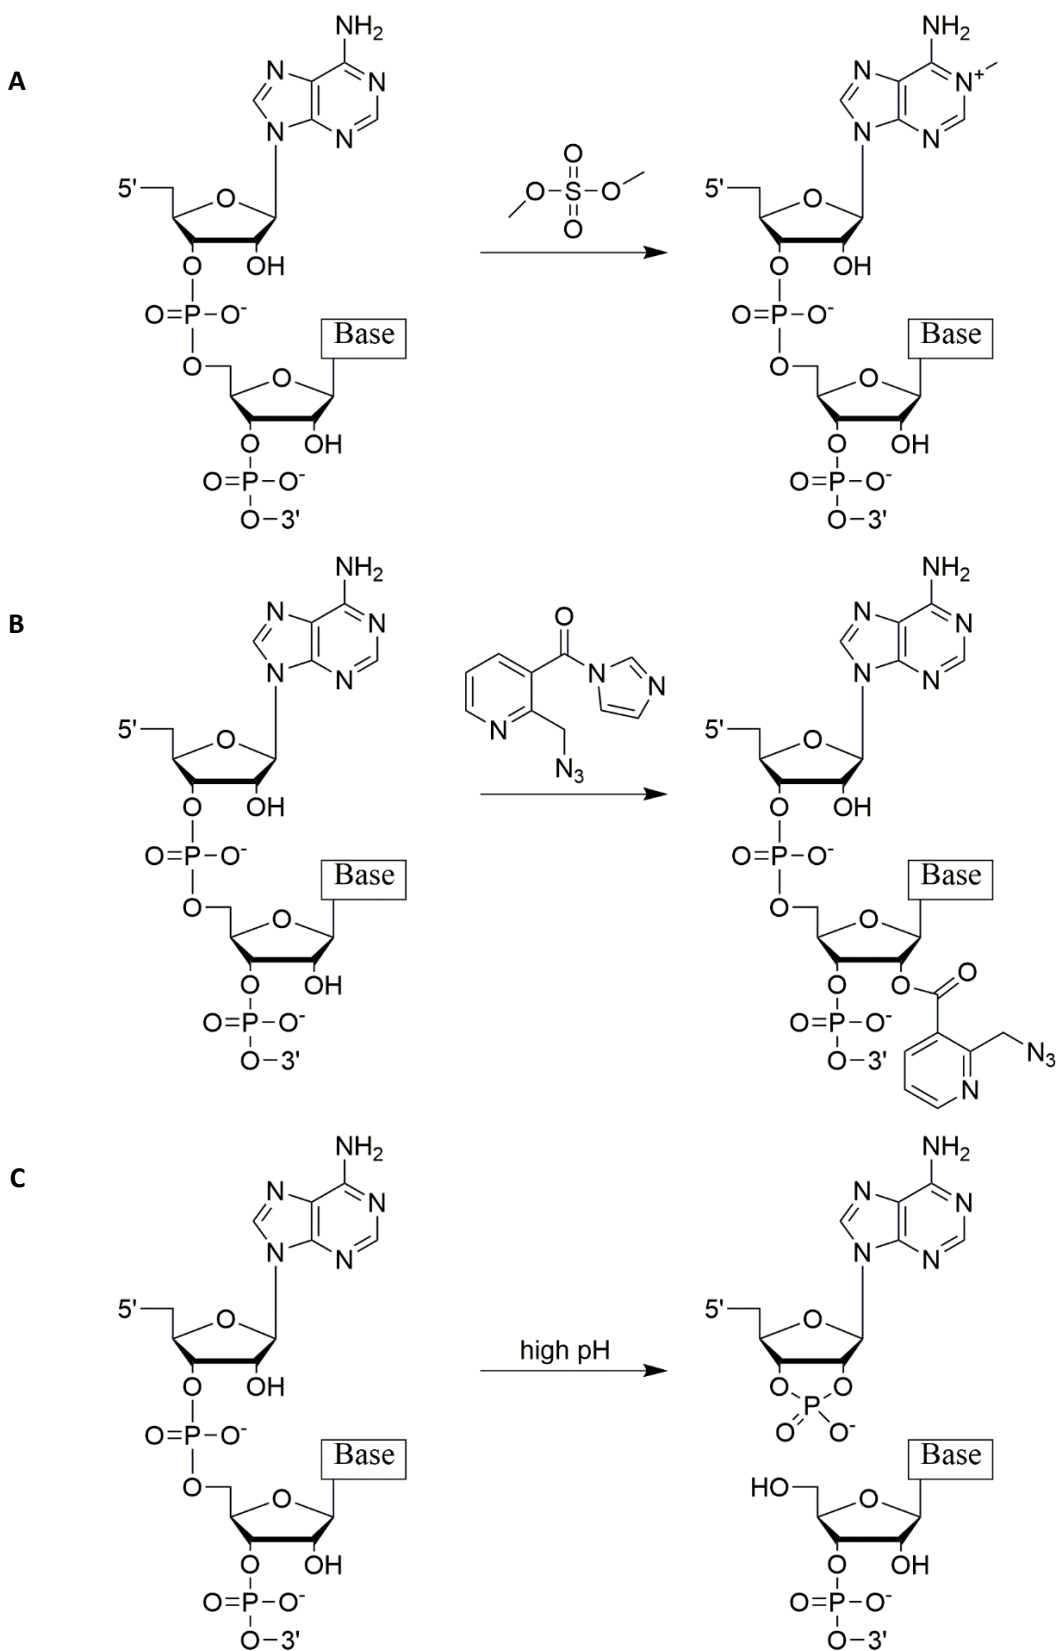 A
NH2
N
N
N
N
5'
O
O
OH
O=P–O-
O
O
Base
O
OH
O=P–O-
O–3'
O
O–S–O
O
NH2
N
N+
N
N
5'
O
O
OH
O=P–O-
O
O
Base
O
OH
O=P–O-
O–3'
B
NH2
N
N
N
N
5'
O
O
OH
O=P–O-
O
O
Base
O
OH
O=P–O-
O–3'
O
N
N
N
N3
NH2
N
N
N
N
5'
O
O
OH
O=P–O-
O
O
Base
O
O
O
O=P–O-
O–3'
N3
N
C
NH2
N
N
N
N
5'
O
O
OH
O=P–O-
O
O
Base
O
OH
O=P–O-
O–3'
high pH
NH2
N
N
N
N
5'
O
O
O
P
O
O-
HO
O
Base
O
OH
O=P–O-
O–3'